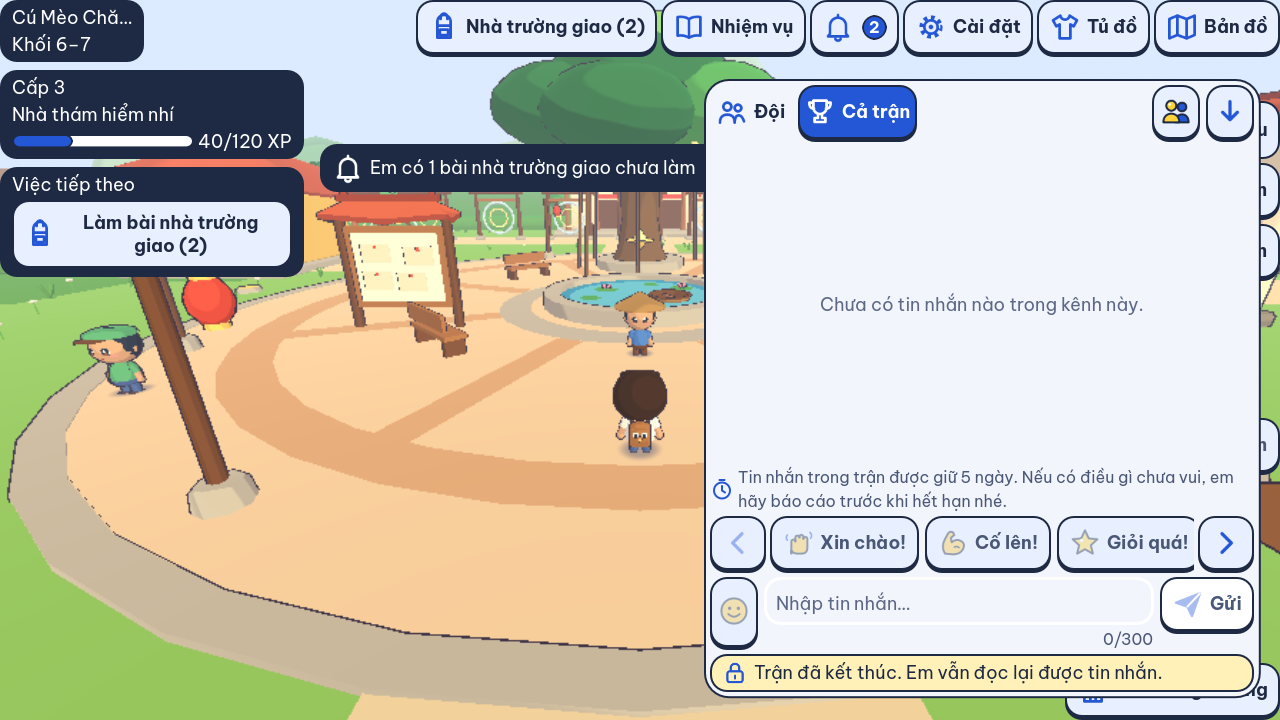 Cú Mèo Chă...
Khối 6–7
Nhà trường giao (2)
Nhiệm vụ
2
Cài đặt
Tủ đồ
Bản đồ
Cấp 3
Nhà thám hiểm nhí
40/120 XP
Em có 1 bài nhà trường giao chưa làm
Việc tiếp theo
Làm bài nhà trường
giao (2)
Đội
Cả trận
Chưa có tin nhắn nào trong kênh này.
Tin nhắn trong trận được giữ 5 ngày. Nếu có điều gì chưa vui, em
hãy báo cáo trước khi hết hạn nhé.
Xin chào!
Cố lên!
Giỏi quá!
Nhập tin nhắn...
Gửi
0/300
Trận đã kết thúc. Em vẫn đọc lại được tin nhắn.